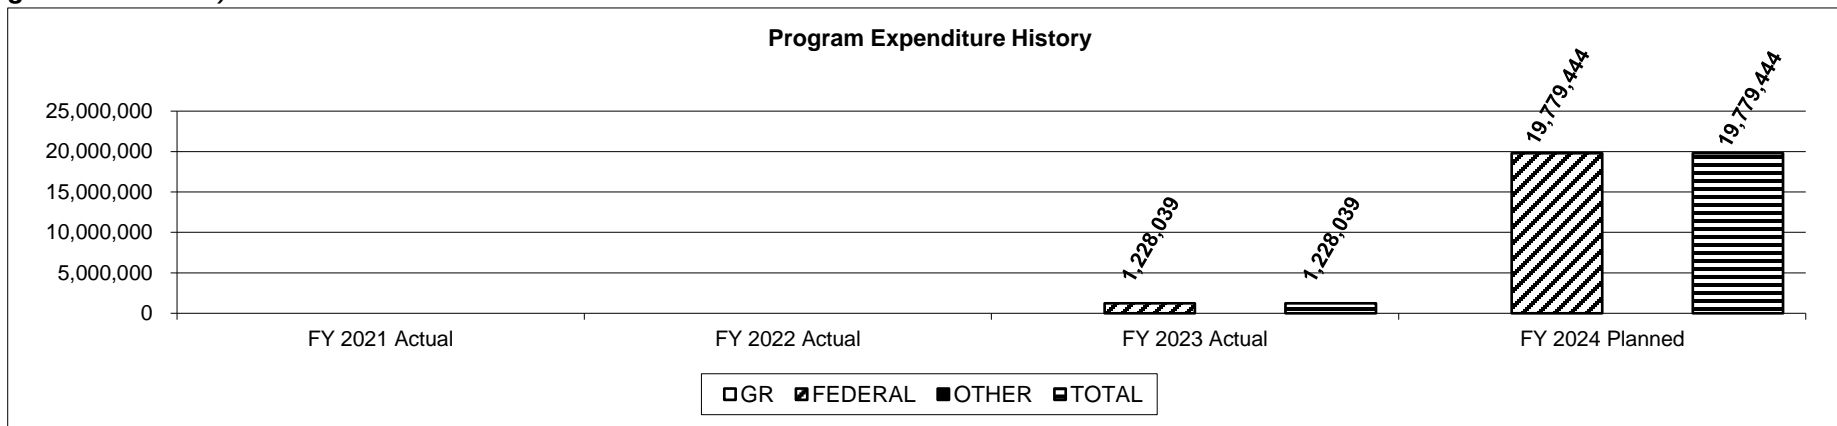 Program Expenditure History
25,000,000
20,000,000
15,000,000
10,000,000
5,000,000
0
1,228,039
1,228,039
19,779,444
19,779,444
FY 2021 Actual
FY 2022 Actual
FY 2023 Actual
FY 2024 Planned
GR FEDERAL OTHER TOTAL